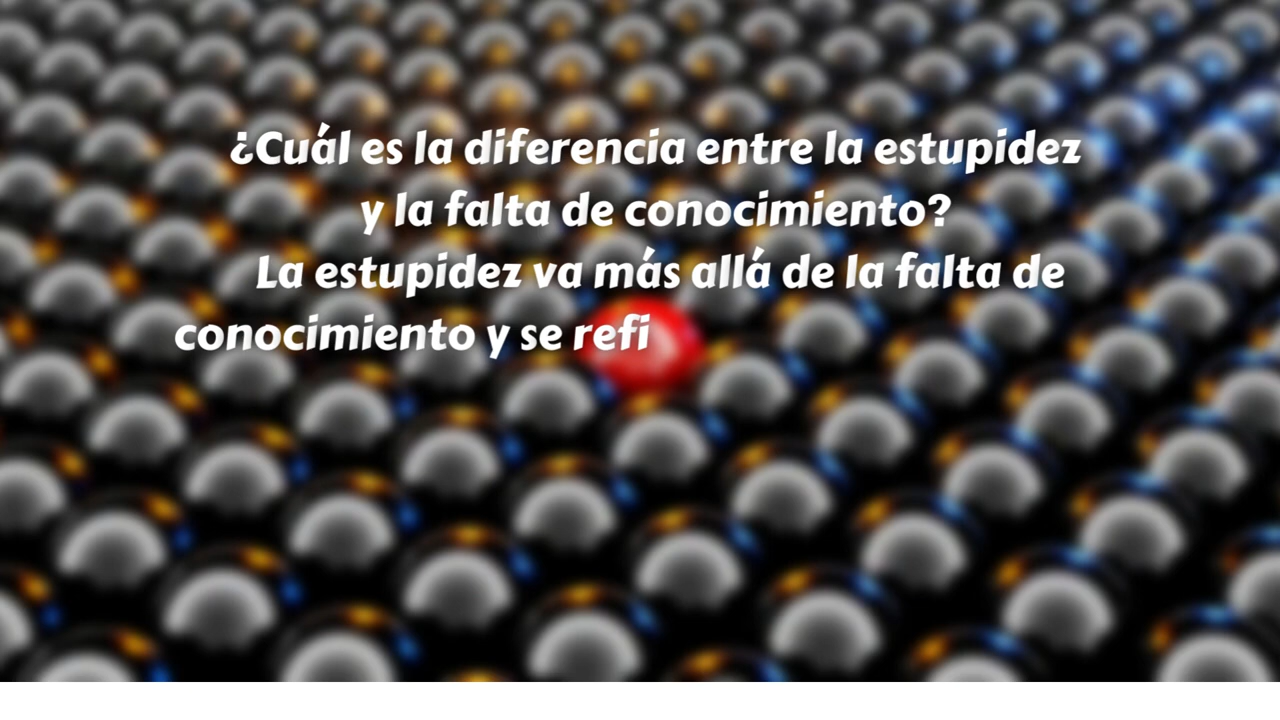 ¿Cuál es la diferencia entre la estupidez
y la falta de conocimiento?
La estupidez va más allá de la falta de
conocimiento y se refi